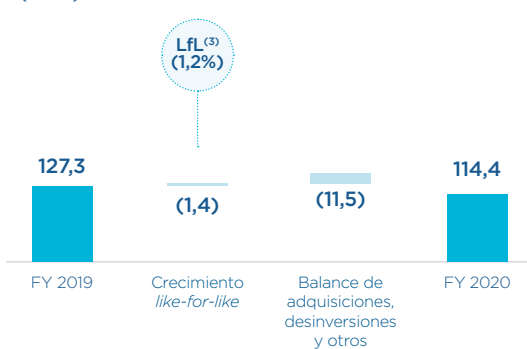 LfL(3)
(1,2%)
127,3
(1,4)
(11,5)
114,4
FY 2019
Crecimiento
like-for-like
Balance de
adquisiciones,
desinversiones
y otros
FY 2020